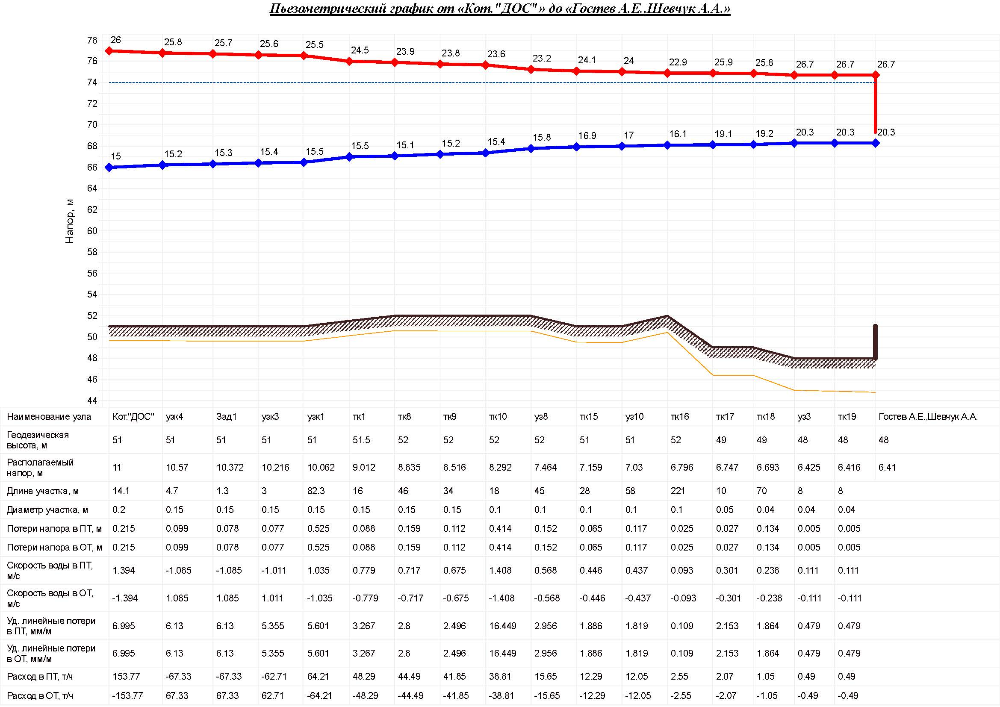 Пьезометрический график от «Кот."ДОС"» до «Гостев А.Е.,Шевчук А.А.»
Напор, м
78
76
74
72
70
68
66
64
62
60
58
56
54
52
50
48
46
44
26 25.8 25.7 25.6 25.5 24.5 23.9 23.8 23.6 23.2 24.1 24 22.9 25.9 25.8 26.7 26.7 26.7
15 15.2 15.3 15.4 15.5 15.5 15.1 15.2 15.4 15.8 16.9 17 16.1 19.1 19.2 20.3 20.3 20.3
Наименование узла Кот."ДОС" узк4 Зад1 узк3 узк1 тк1 тк8 тк9 тк10 уз8 тк15 уз10 тк16 тк17 тк18 уз3 тк19 Гостев А.Е.,Шевчук А.А.
Геодезическая
высота, м 51 51 51 51 51 51.5 52 52 52 52 51 51 52 49 49 48 48 48
Располагаемый
напор, м 11 10.57 10.372 10.216 10.062 9.012 8.835 8.516 8.292 7.464 7.159 7.03 6.796 6.747 6.693 6.425 6.416 6.41
Длина участка, м 14.1 4.7 1.3 3 82.3 16 46 34 18 45 28 58 221 10 70 8 8
Диаметр участка, м 0.2 0.15 0.15 0.15 0.15 0.15 0.15 0.15 0.1 0.1 0.1 0.1 0.1 0.05 0.04 0.04 0.04
Потери напора в ПТ, м 0.215 0.099 0.078 0.077 0.525 0.088 0.159 0.112 0.414 0.152 0.065 0.117 0.025 0.027 0.134 0.005 0.005
Потери напора в ОТ, м 0.215 0.099 0.078 0.077 0.525 0.088 0.159 0.112 0.414 0.152 0.065 0.117 0.025 0.027 0.134 0.005 0.005
Скорость воды в ПТ,
м/с 1.394 -1.085 -1.085 -1.011 1.035 0.779 0.717 0.675 1.408 0.568 0.446 0.437 0.093 0.301 0.238 0.111 0.111
Скорость воды в ОТ,
м/с -1.394 1.085 1.085 1.011 -1.035 -0.779 -0.717 -0.675 -1.408 -0.568 -0.446 -0.437 -0.093 -0.301 -0.238 -0.111 -0.111
Уд. линейные потери
в ПТ, мм/м 6.995 6.13 6.13 5.355 5.601 3.267 2.8 2.496 16.449 2.956 1.886 1.819 0.109 2.153 1.864 0.479 0.479
Уд. линейные потери
в ОТ, мм/м 6.995 6.13 6.13 5.355 5.601 3.267 2.8 2.496 16.449 2.956 1.886 1.819 0.109 2.153 1.864 0.479 0.479
Расход в ПТ, т/ч 153.77 -67.33 -67.33 -62.71 64.21 48.29 44.49 41.85 38.81 15.65 12.29 12.05 2.55 2.07 1.05 0.49 0.49
Расход в ОТ, т/ч -153.77 67.33 67.33 62.71 -64.21 -48.29 -44.49 -41.85 -38.81 -15.65 -12.29 -12.05 -2.55 -2.07 -1.05 -0.49 -0.49